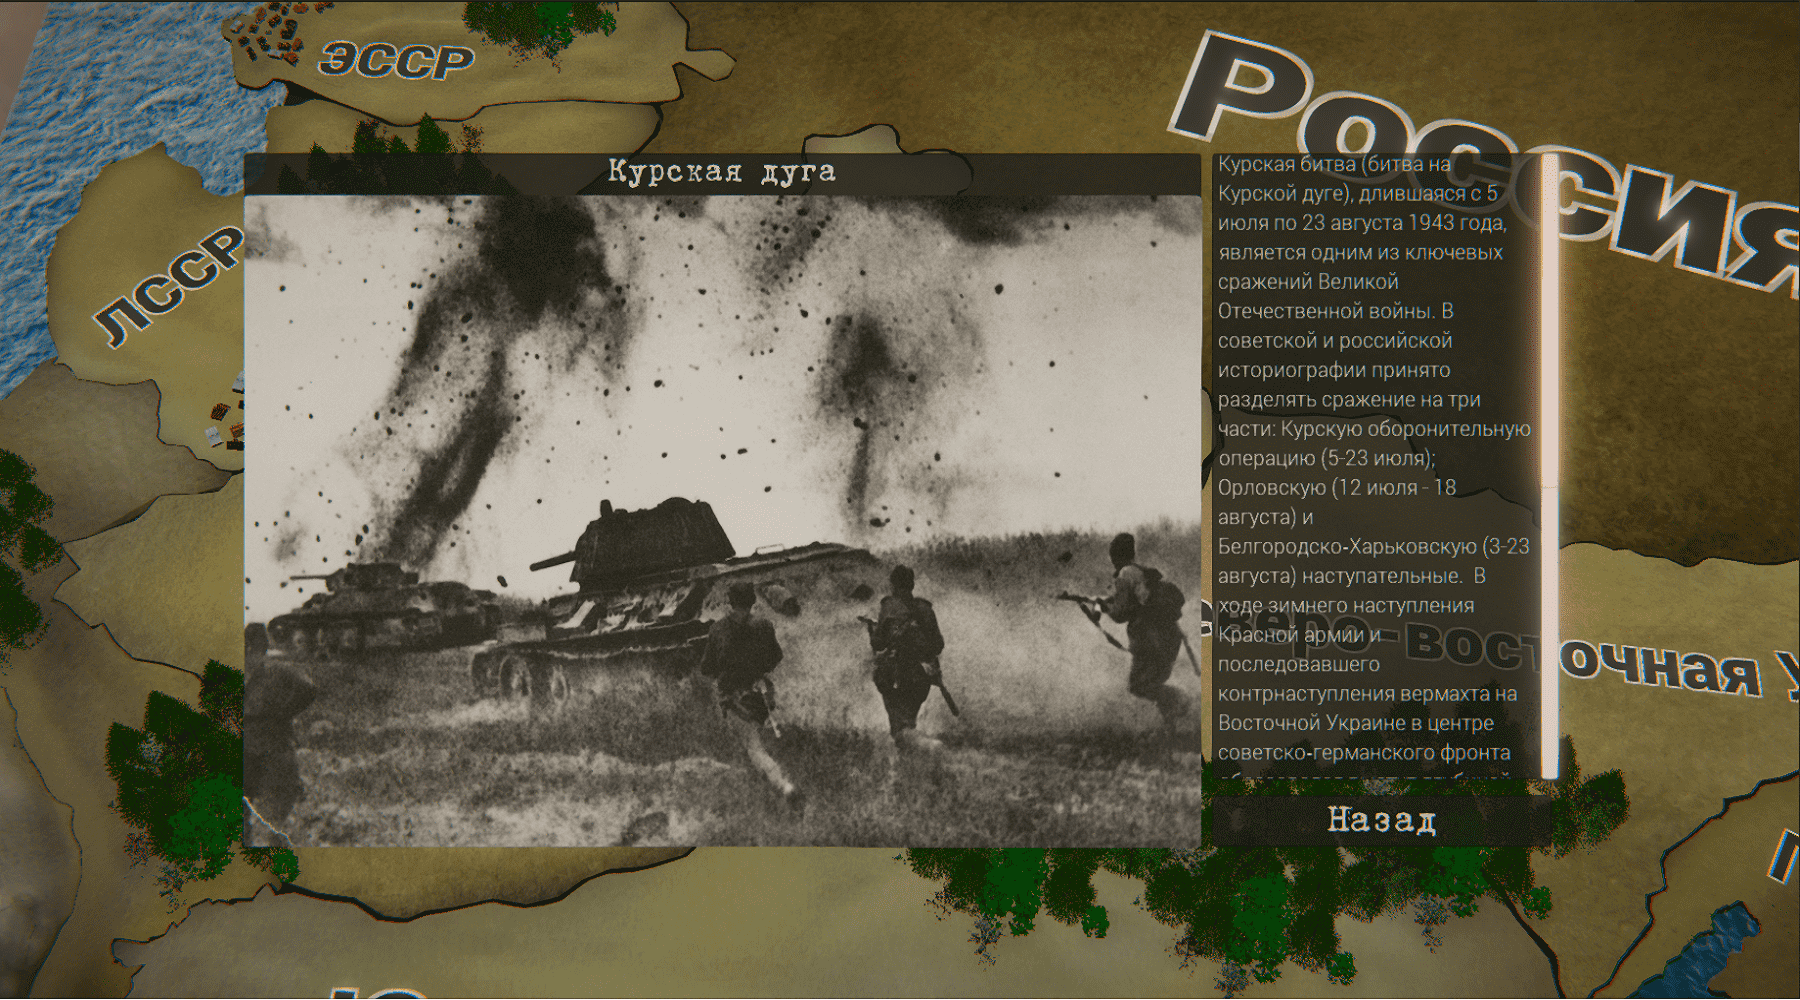 ЭССР
Россия
ЛССР
Курская дуга
Курская битва (битва на
Курской дуге), длившаяся с 5
июля по 23 августа 1943 года,
является одним из ключевых
сражений Великой
Отечественной войны. В
советской и российской
историографии принято
разделять сражение на три
части: Курскую оборонительную
операцию (5-23 июля);
Орловскую (12 июля - 18
августа) и
Белгородско-Харьковскую (3-23
августа) наступательные. В
ходе зимнего наступления
Красной армии и
последовавшего
контрнаступления вермахта на
Восточной Украине в центре
советско-германского фронта
Назад